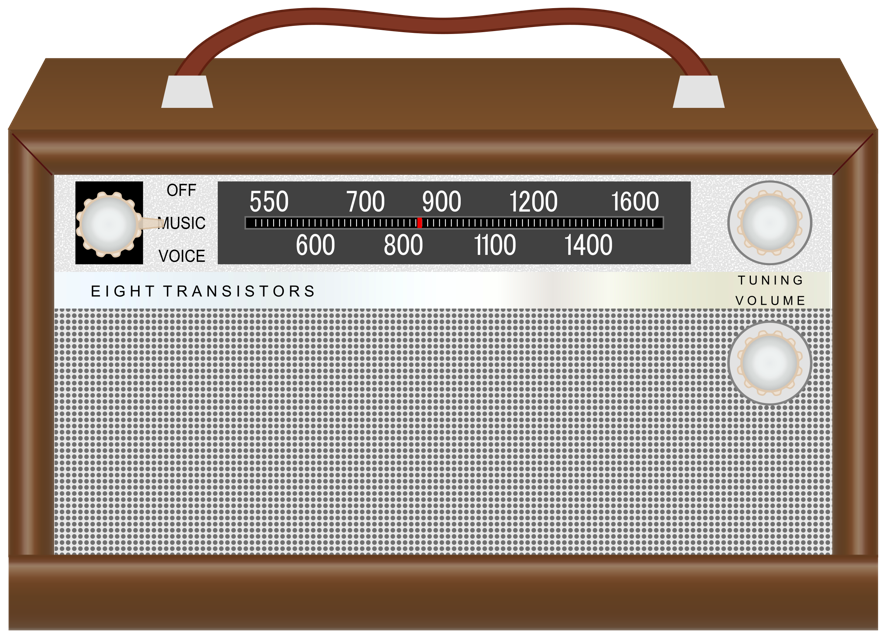 OFF
MUSIC
VOICE
550 700 900 1200 1600
600 800 1100 1400
EIGHT TRANSISTORS
TUNING
VOLUME